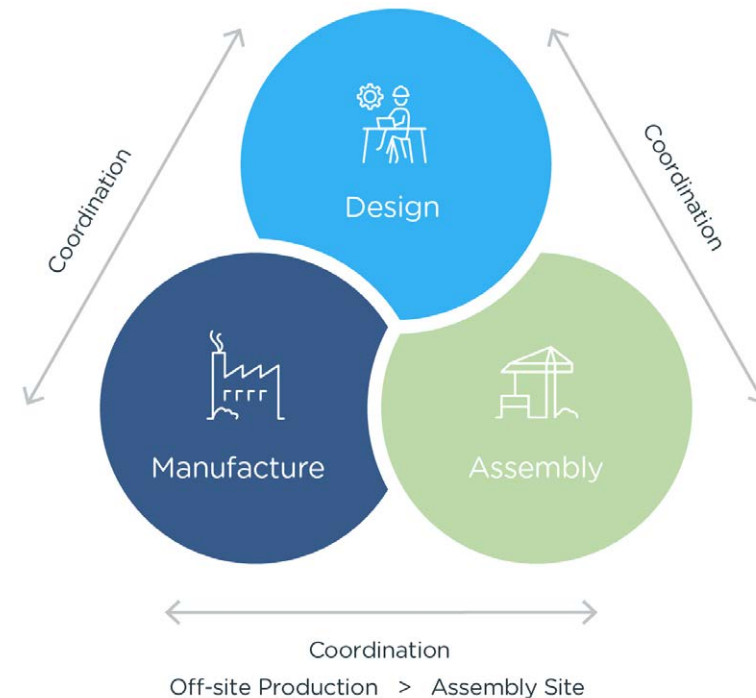 Design
Coordination
Coordination
Manufacture
Assembly
Coordination
Off-site Production > Assembly Site